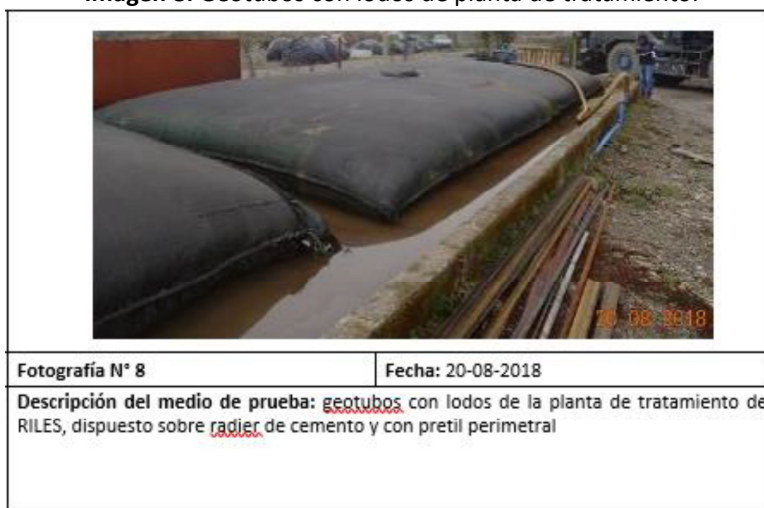 Imagen 3. Geotubos con lodos de planta de tratamiento.
20 08 2018
Fotografía N° 8
Fecha: 20-08-2018
Descripción del medio de prueba: geotubos con lodos de la planta de tratamiento de
RILES, dispuesto sobre radier de cemento y con pretil perimetral